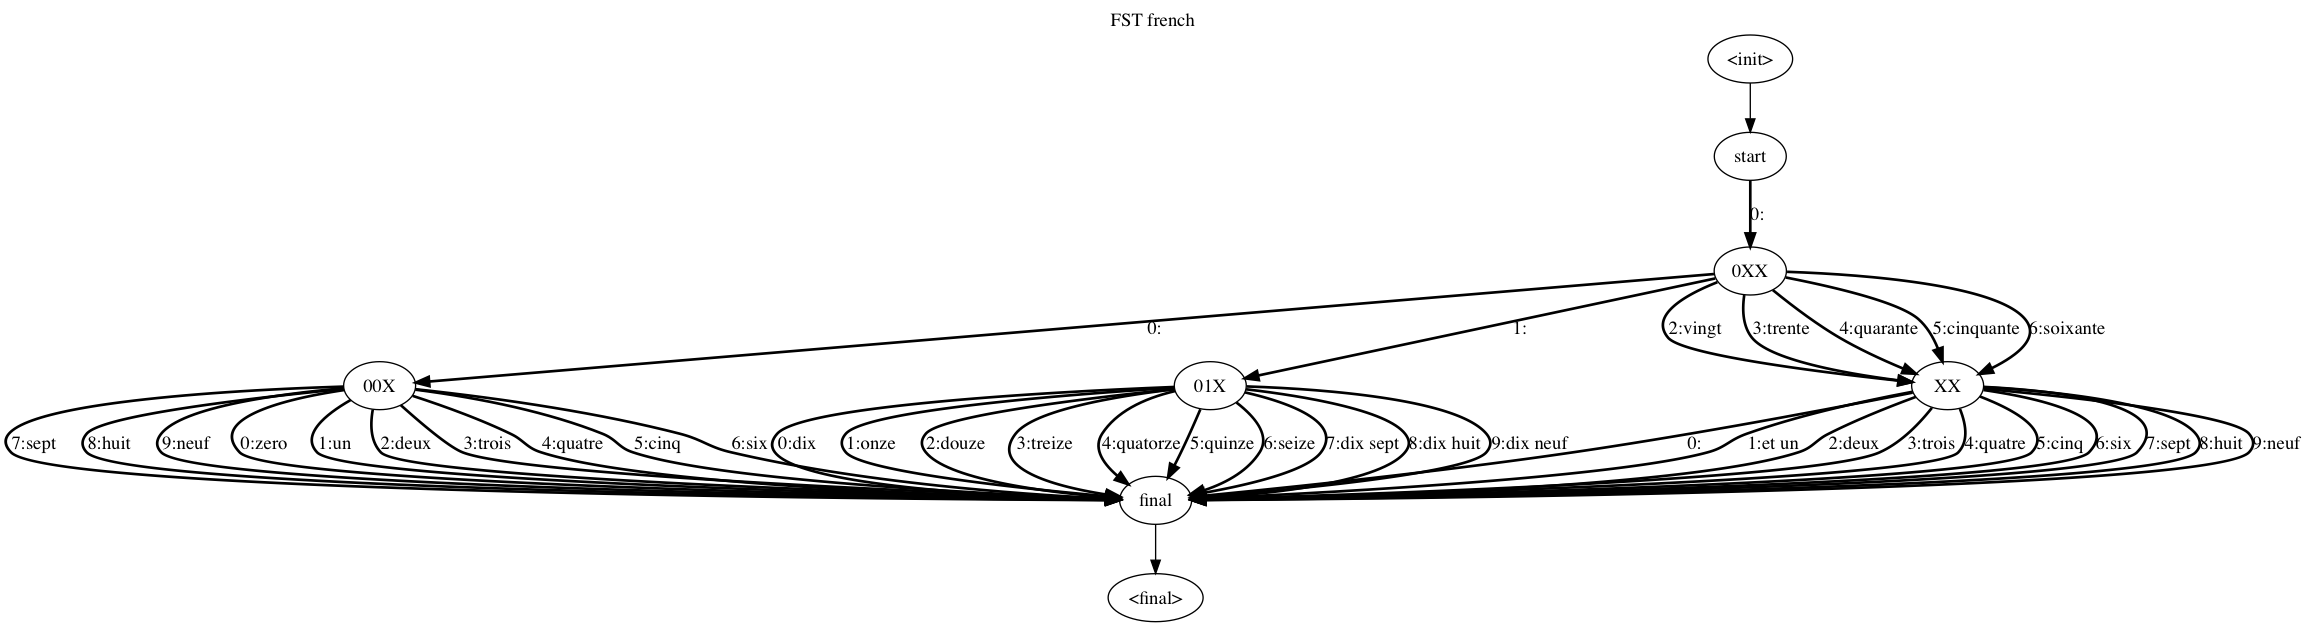 FST french
<init>
start
0:
0XX
0:
1:
2:vingt
3:trente
4:quarante
5:cinquante
6:soixante
00X
01X
XX
7:sept
8:huit
9:neuf
0:zero
1:un
2:deux
3:trois
4:quatre
5:cinq
6:six
0:dix
1:onze
2:douze
3:treize
4:quatorze
5:quinze
6:seize
7:dix sept
8:dix huit
9:dix neuf
0:
1:et un
2:deux
3:trois
4:quatre
5:cinq
6:six
7:sept
8:huit
9:neuf
final
<final>